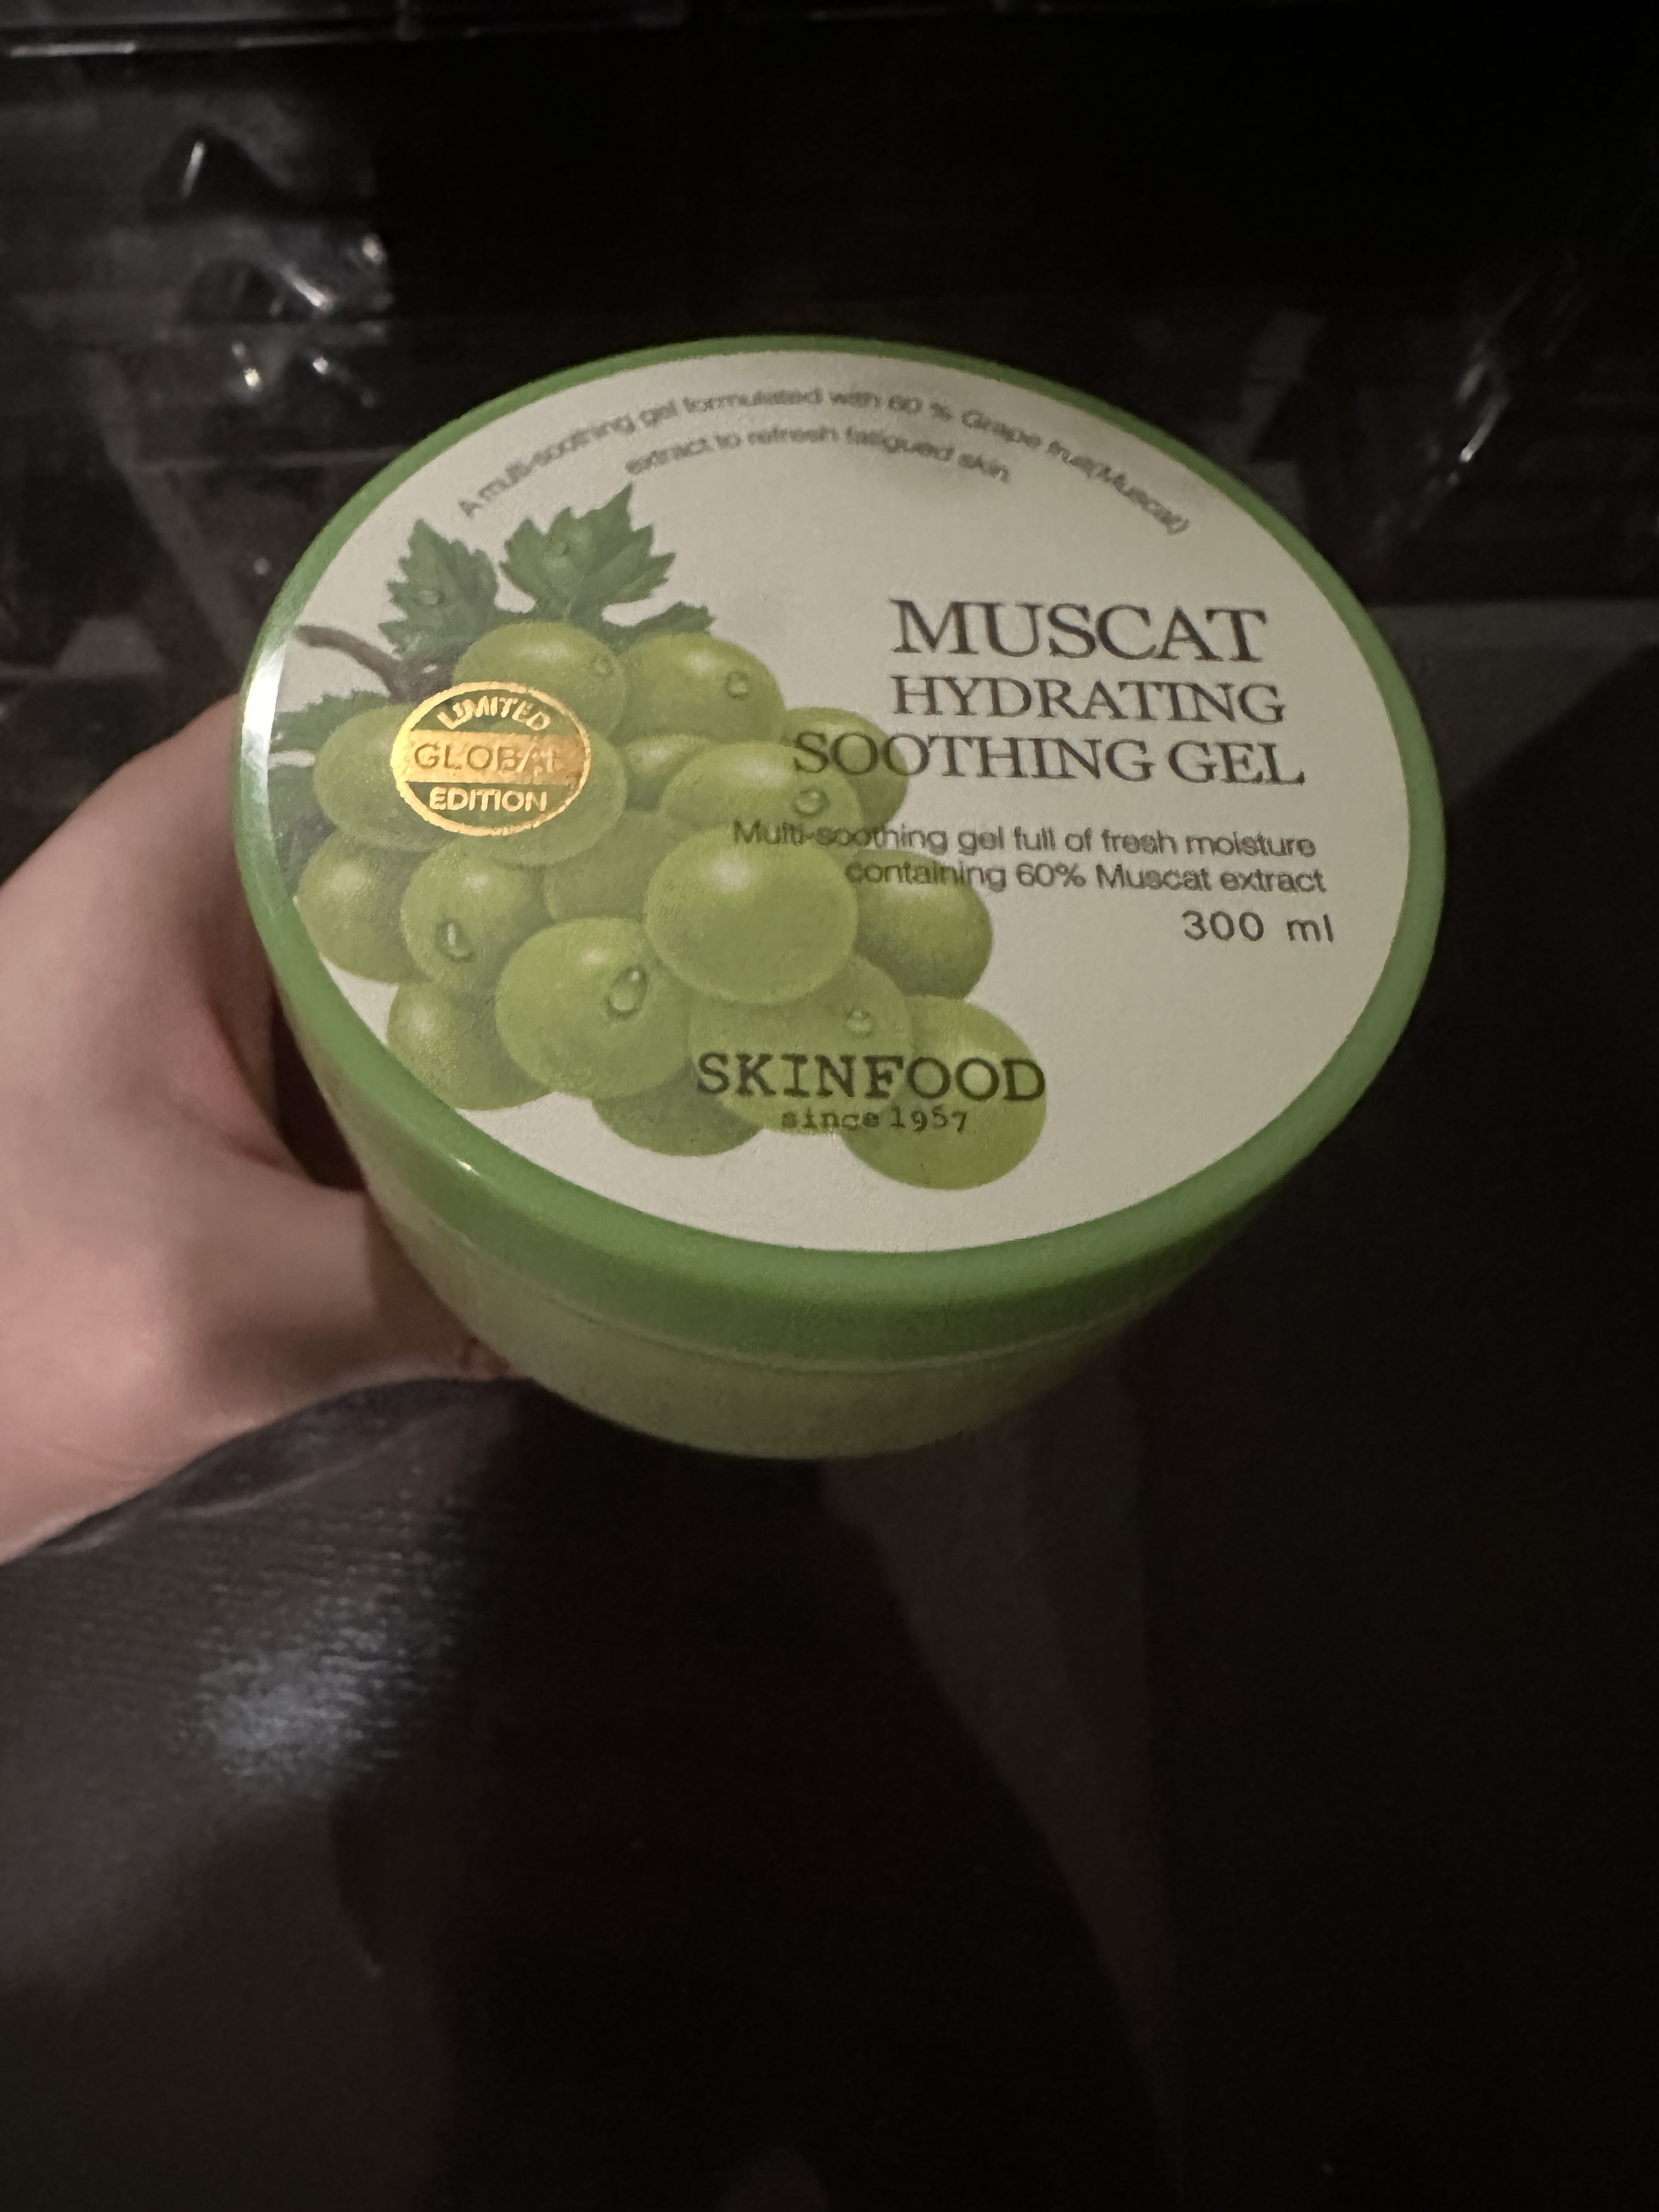 A multi-soothing gel formulated with 60 % Grape fruit(Muscat)
extract to refresh fatigued skin
MUSCAT
HYDRATING
SOOTHING GEL
LIMITED
GLOBAL
EDITION
Multi-soothing gel full of fresh moisture
containing 60% Muscat extract
300 ml
SKINFOOD
since 1957